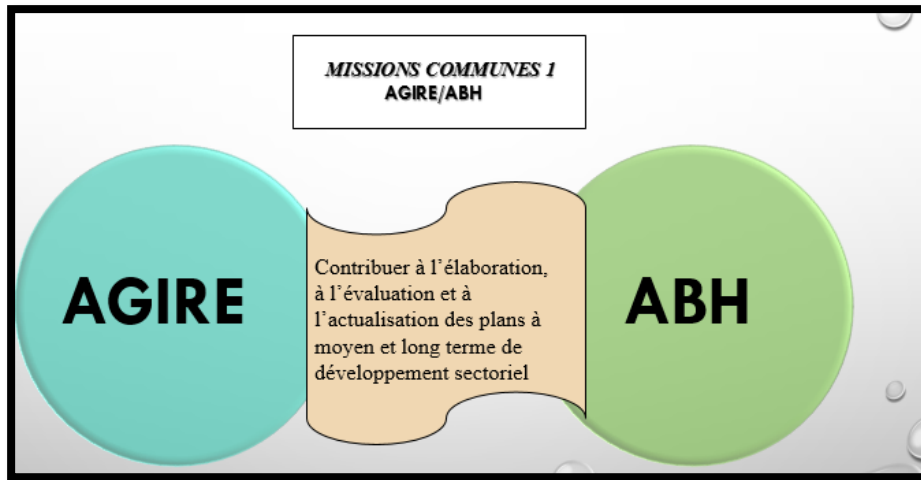 MISSIONS COMMUNES 1
AGIRE/ABH
AGIRE
Contribuer à l’élaboration,
à l’évaluation et à
l’actualisation des plans à
moyen et long terme de
développement sectoriel
ABH